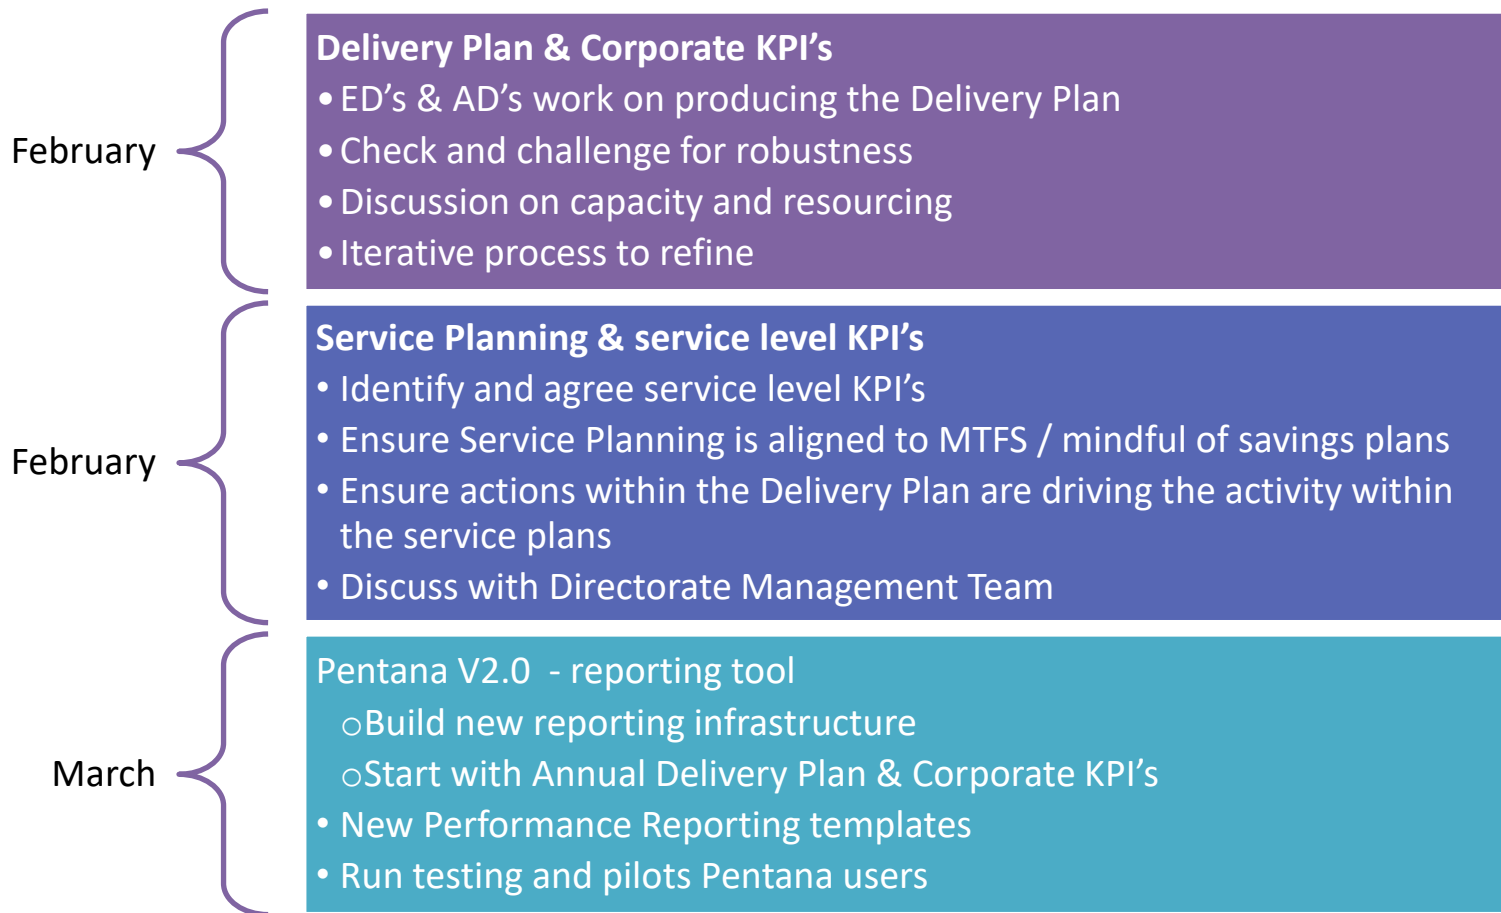 February
Delivery Plan & Corporate KPI’s
• ED’s & AD’s work on producing the Delivery Plan
• Check and challenge for robustness
• Discussion on capacity and resourcing
• Iterative process to refine
February
Service Planning & service level KPI’s
• Identify and agree service level KPI’s
• Ensure Service Planning is aligned to MTFS / mindful of savings plans
• Ensure actions within the Delivery Plan are driving the activity within
the service plans
• Discuss with Directorate Management Team
March
Pentana V2.0 - reporting tool
o Build new reporting infrastructure
o Start with Annual Delivery Plan & Corporate KPI’s
• New Performance Reporting templates
• Run testing and pilots Pentana users